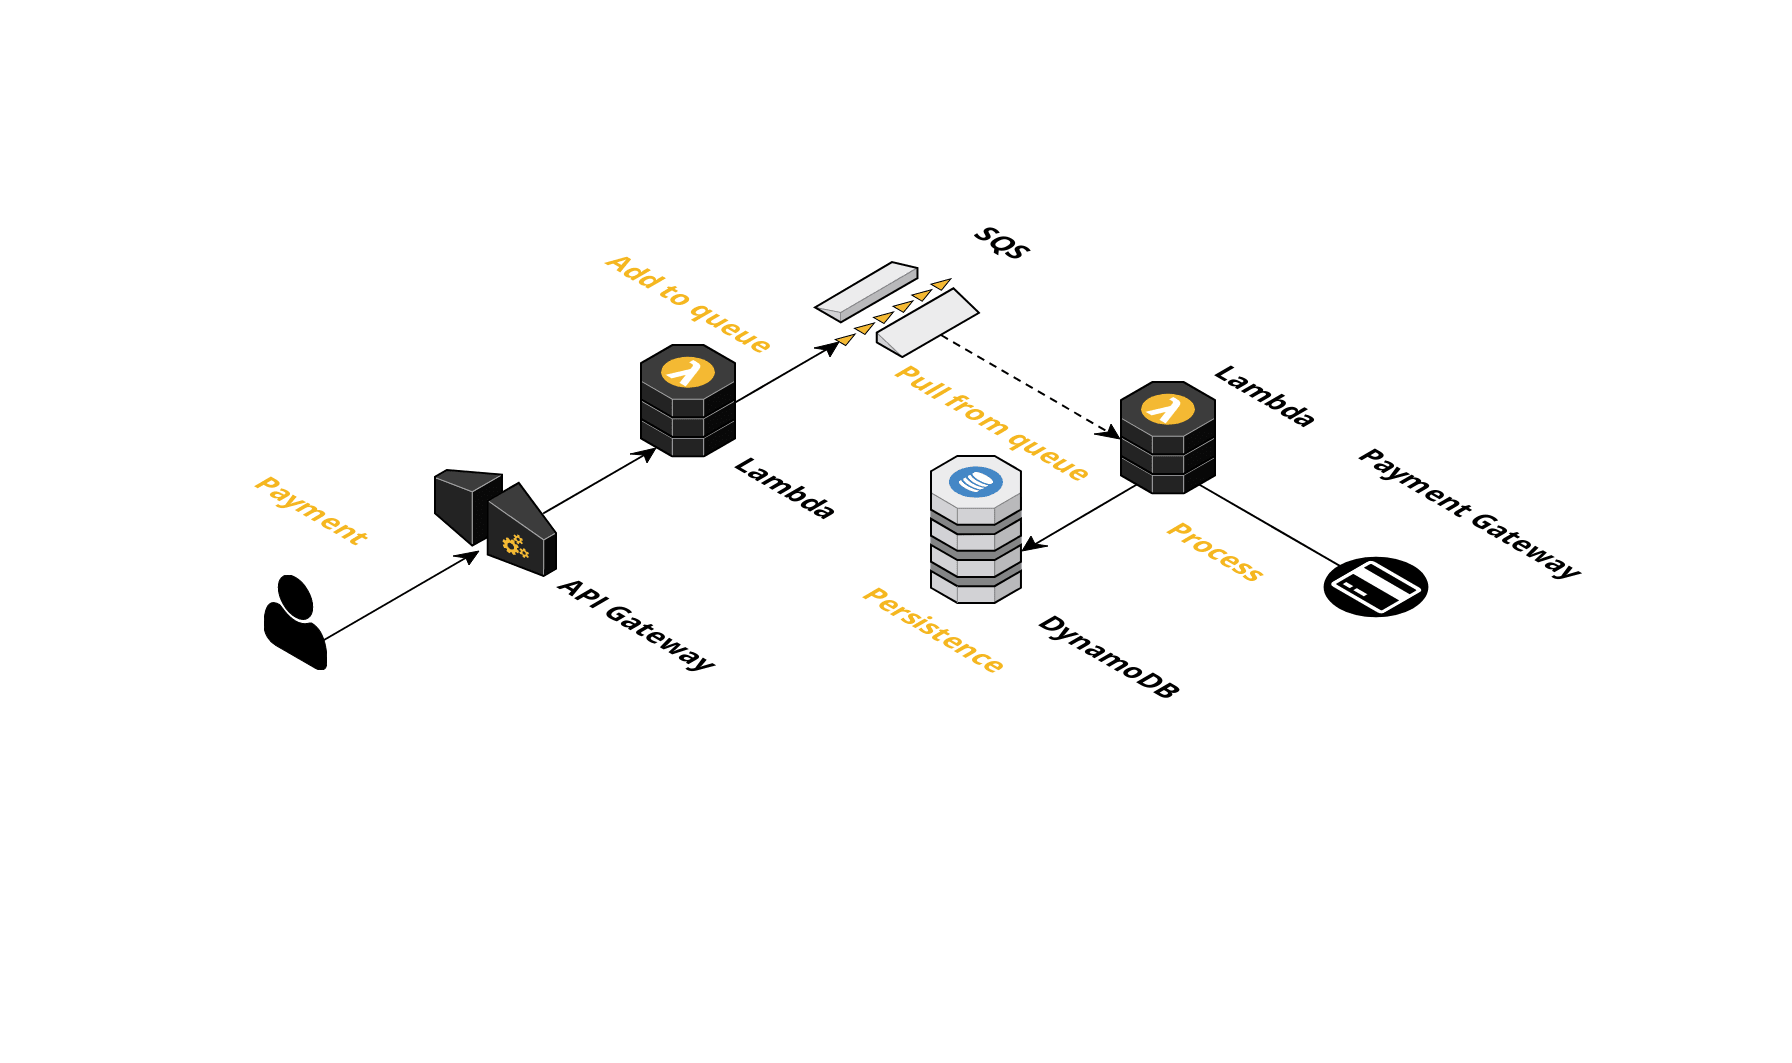 SQS
Add to queue
Pull from queue
Lambda
Payment Gateway
Lambda
Payment
Process
API Gateway
Persistence
DynamoDB